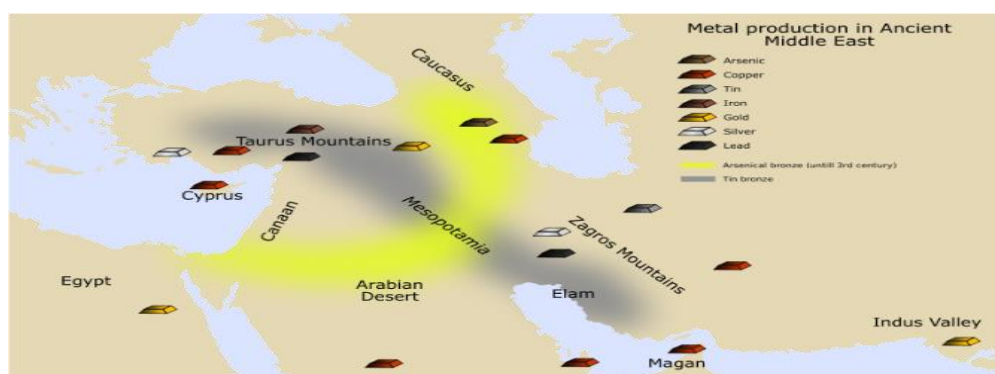 Metal production in Ancient
Middle East
Arsenic
Copper
Tin
Iron
Gold
Silver
Lead
Arsenical bronze (untill 3rd century)
Tin bronze
Caucasus
Taurus Mountains
Cyprus
Canaan
Mesopotamia
Zagros Mountains
Egypt
Arabian
Desert
Elam
Indus Valley
Magan